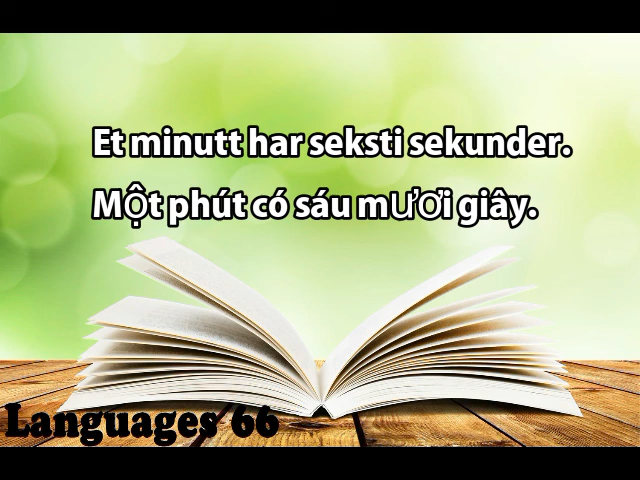 Et minutt har seksti sekunder.
Một phút có sáu mươi giây.
Languages 66